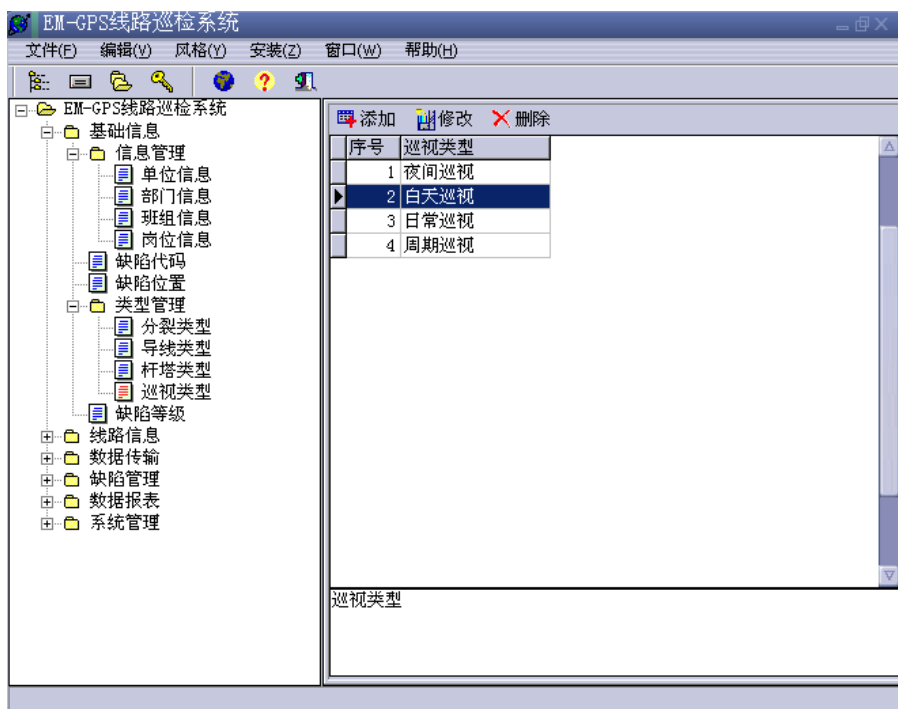 EM-GPS线路巡检系统
文件(F) 编辑(V) 风格(Y) 安装(Z) 窗口(W) 帮助(H)
EM-GPS线路巡检系统
基础信息
信息管理
单位信息
部门信息
班组信息
岗位信息
缺陷代码
缺陷位置
类型管理
分裂类型
导线类型
杆塔类型
巡视类型
缺陷等级
线路信息
数据传输
缺陷管理
数据报表
系统管理
添加 修改 删除
序号 巡视类型
1 夜间巡视
2 白天巡视
3 日常巡视
4 周期巡视
巡视类型